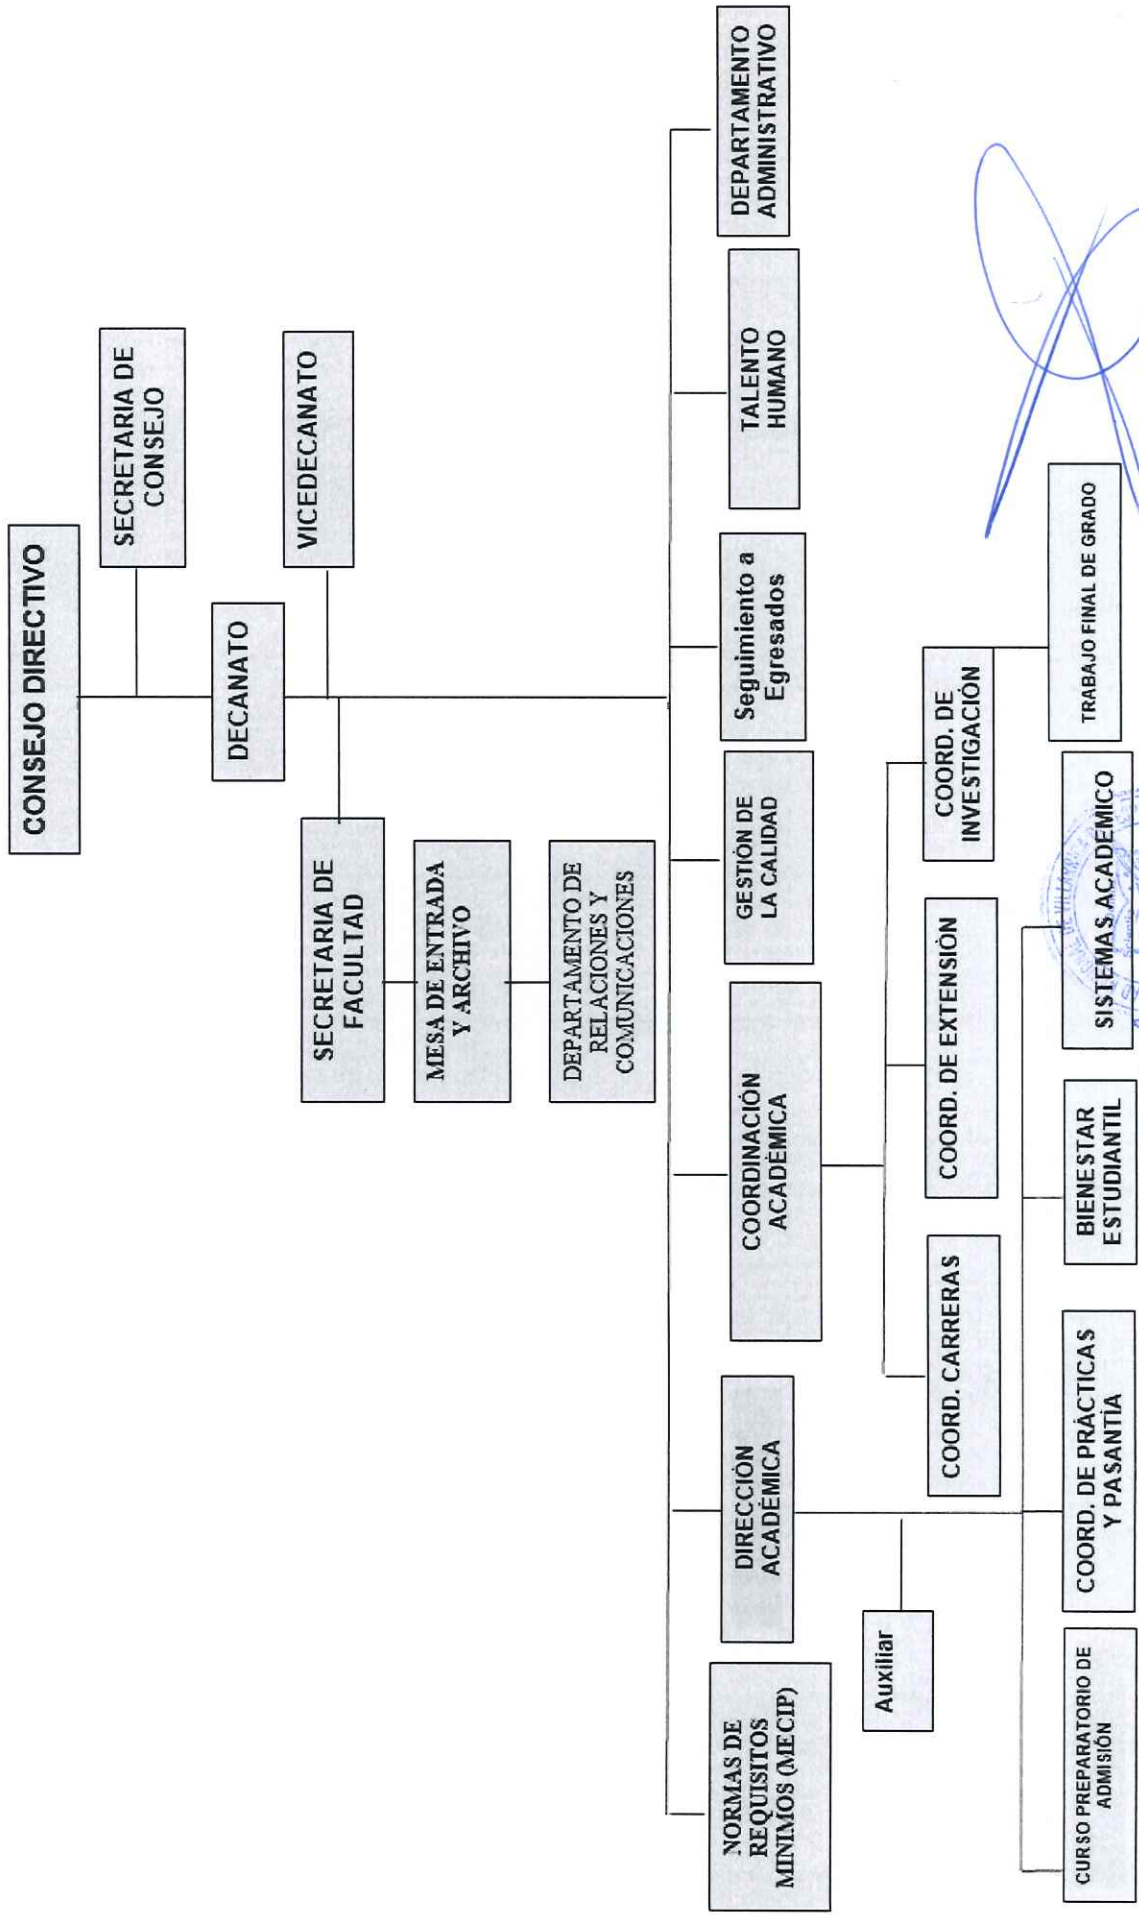 CONSEJO DIRECTIVO
SECRETARIA DE
CONSEJO
DECANATO
VICEDECANATO
SECRETARIA DE
FACULTAD
MESA DE ENTRADA
Y ARCHIVO
DEPARTAMENTO DE
RELACIONES Y
COMUNICACIONES
NORMAS DE
REQUISITOS
MINIMOS (MECIP)
DIRECCIÓN
ACADÉMICA
COORDINACIÓN
ACADÉMICA
GESTIÓN DE
LA CALIDAD
Seguimiento a
Egresados
TALENTO
HUMANO
DEPARTAMENTO
ADMINISTRATIVO
Auxiliar
COORD. CARRERAS
COORD. DE EXTENSIÓN
COORD. DE
INVESTIGACIÓN
CURSO PREPARATORIO DE
ADMISIÓN
COORD. DE PRÁCTICAS
Y PASANTÍA
BIENESTAR
ESTUDIANTIL
SISTEMAS ACADEMICO
TRABAJO FINAL DE GRADO